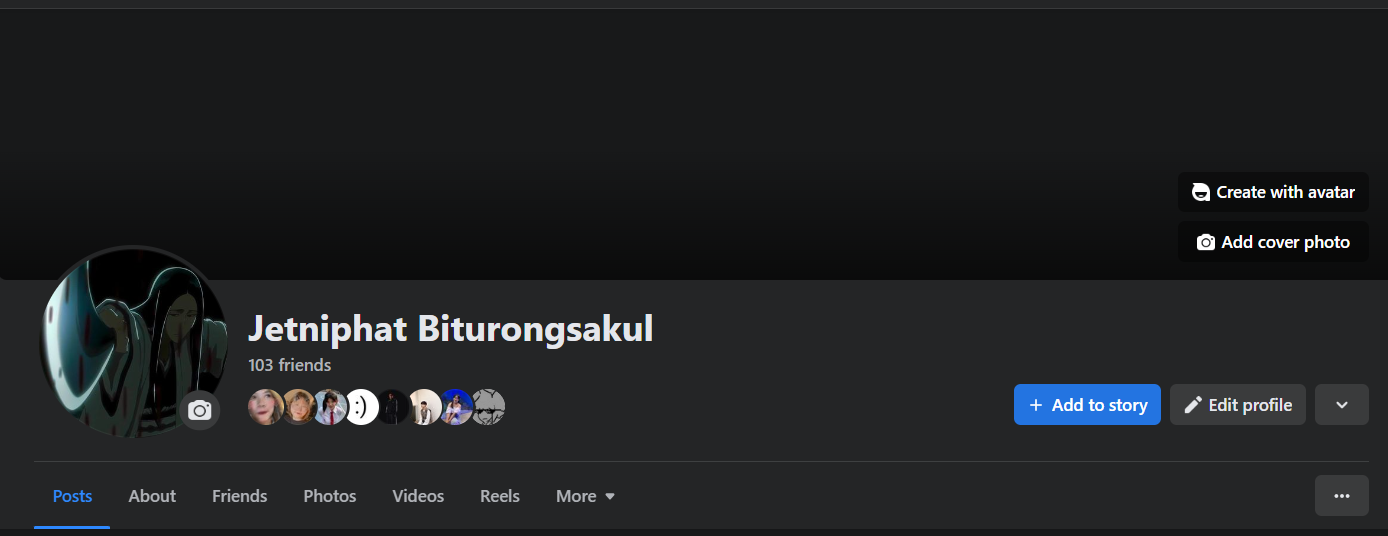 Create with avatar
Add cover photo
Jetniphat Biturongsakul
103 friends
:)
+ Add to story
Edit profile
Posts About Friends Photos Videos Reels More